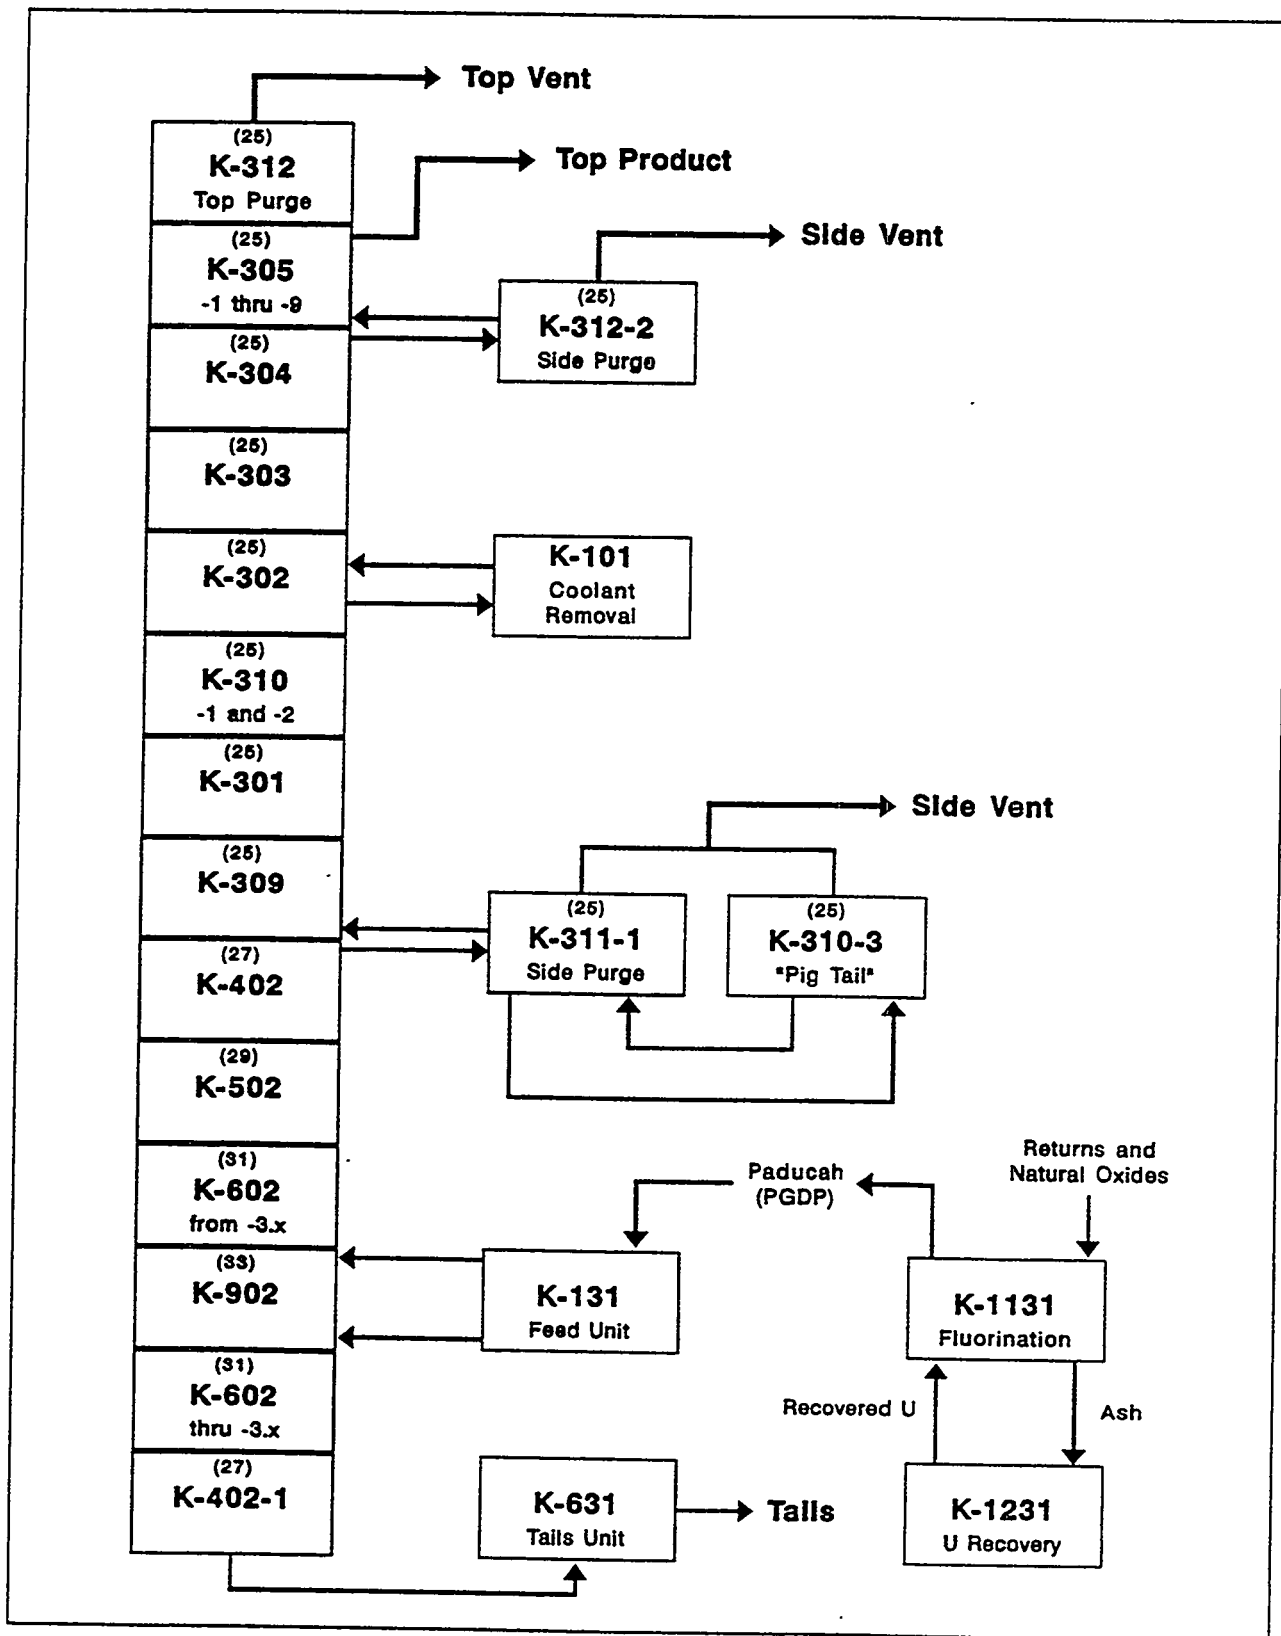 Top Vent
(25)
K-312
Top Purge
Top Product
(25)
K-305
-1 thru -9
Side Vent
(25)
K-312-2
Side Purge
(25)
K-304
(25)
K-303
(25)
K-302
K-101
Coolant
Removal
(25)
K-310
-1 and -2
(25)
K-301
Side Vent
(25)
K-309
(25)
K-311-1
Side Purge
(25)
K-310-3
"Pig Tail"
(27)
K-402
(29)
K-502
(31)
K-602
from -3.x
Paducah
(PGDP)
Returns and
Natural Oxides
(33)
K-902
K-131
Feed Unit
K-1131
Fluorination
(31)
K-602
thru -3.x
Recovered U
Ash
(27)
K-402-1
K-631
Tails Unit
Tails
K-1231
U Recovery